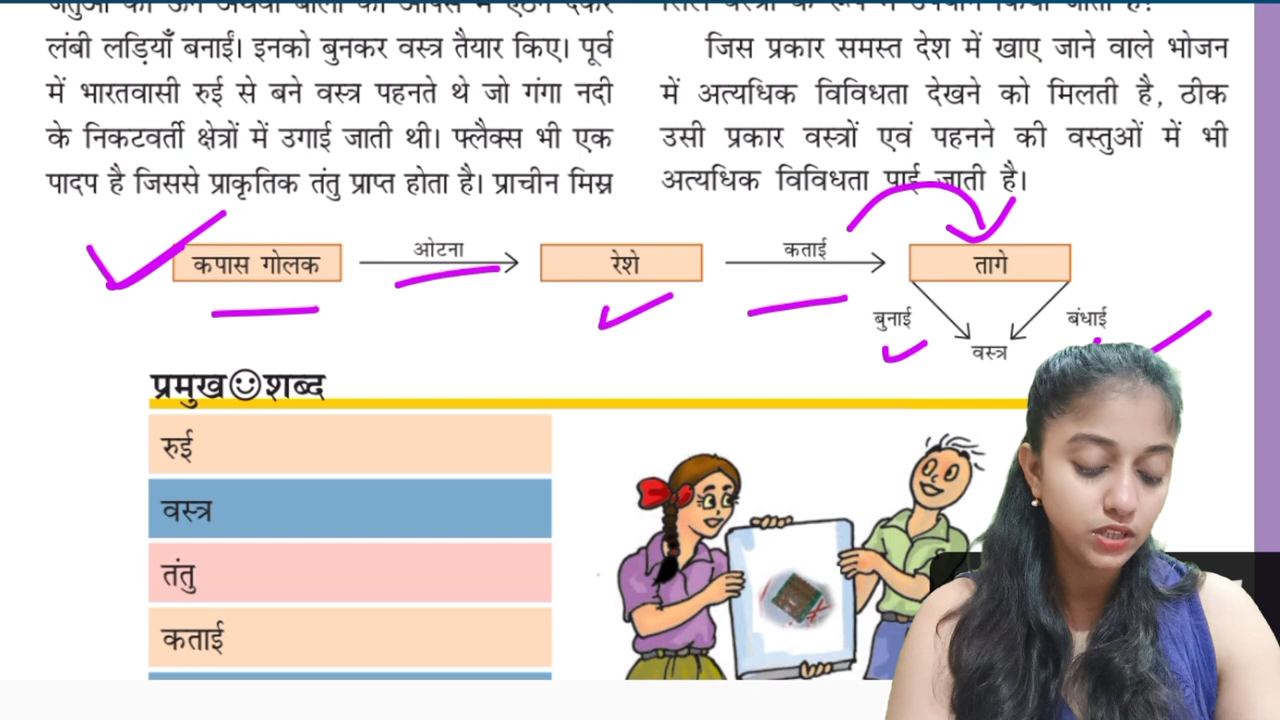 लंबी लड़ियाँ बनाईं। इनको बुनकर वस्त्र तैयार किए। पूर्व
में भारतवासी रुई से बने वस्त्र पहनते थे जो गंगा नदी
के निकटवर्ती क्षेत्रों में उगाई जाती थी। फ्लैक्स भी एक
पादप है जिससे प्राकृतिक तंतु प्राप्त होता है। प्राचीन मिस्र
जिस प्रकार समस्त देश में खाए जाने वाले भोजन
में अत्यधिक विविधता देखने को मिलती है, ठीक
उसी प्रकार वस्त्रों एवं पहनने की वस्तुओं में भी
अत्यधिक विविधता पाई जाती है।
कपास गोलक
ओटना
रेशे
कताई
तागे
बुनाई
बंधाई
वस्त्र
प्रमुख शब्द
रुई
वस्त्र
तंतु
कताई